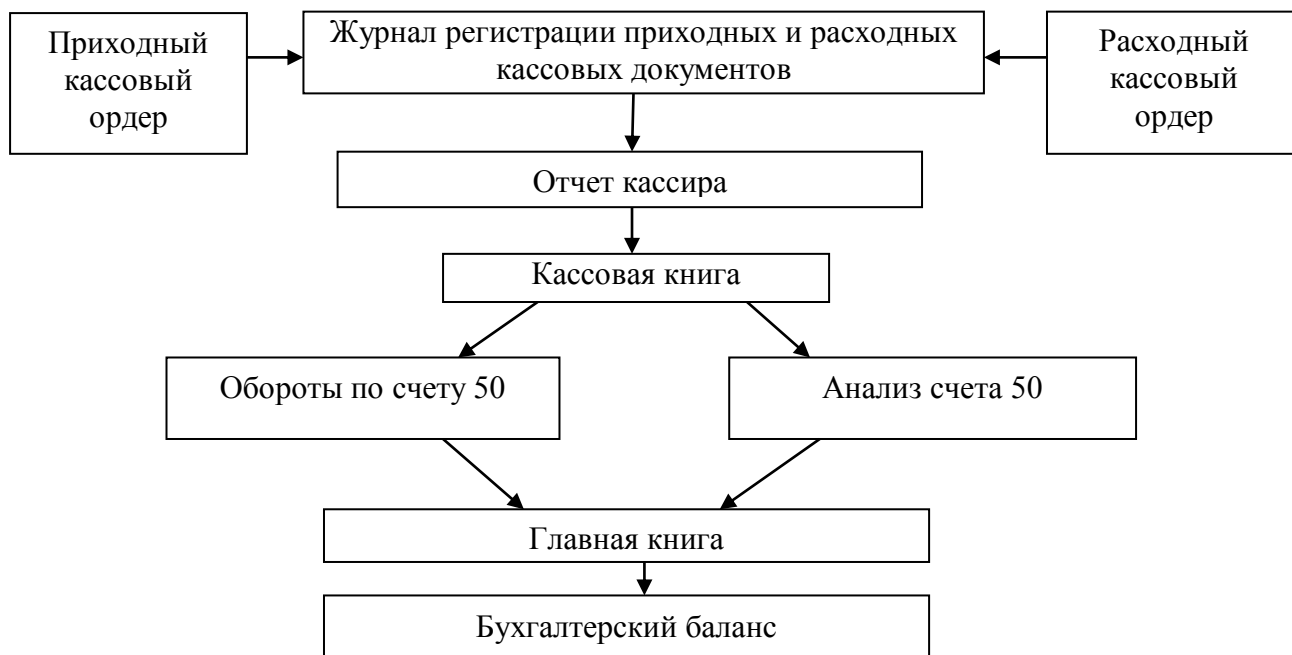 Приходный
кассовый
ордер
Журнал регистрации приходных и расходных
кассовых документов
Расходный
кассовый
ордер
Отчет кассира
Кассовая книга
Обороты по счету 50
Анализ счета 50
Главная книга
Бухгалтерский баланс